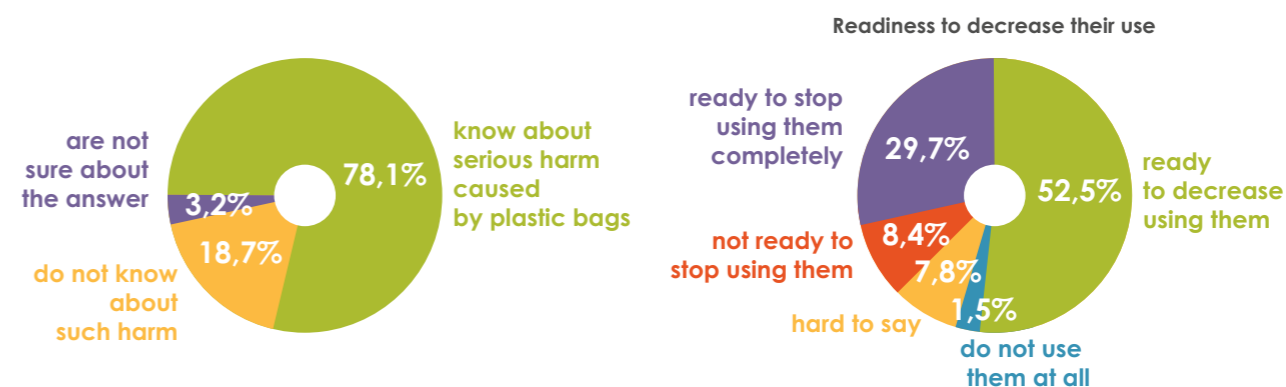 are not
sure about
the answer
3,2%
18,7%
do not know
about
such harm
78,1%
know about
serious harm
caused
by plastic bags
Readiness to decrease their use
ready to stop
using them
completely
29,7%
52,5%
ready
to decrease
using them
not ready to
stop using them
8,4%
7,8%
hard to say
1,5%
do not use
them at all